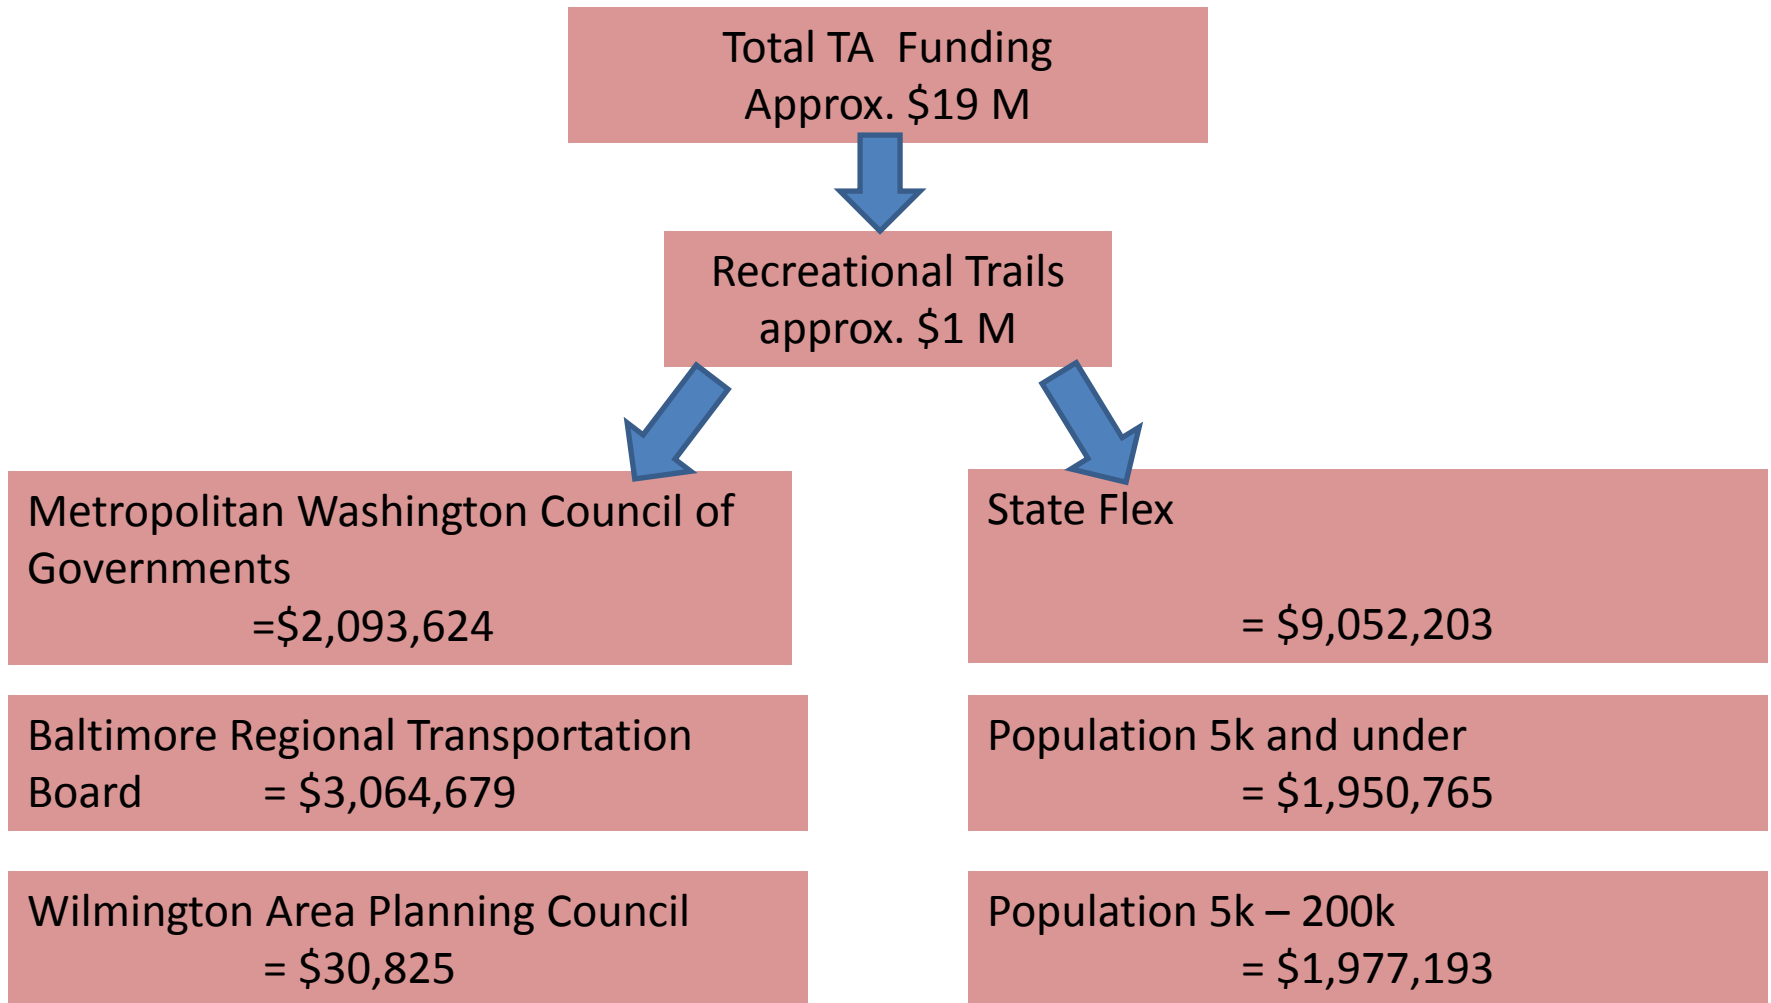 Total TA  Funding
Approx. $19 M
Recreational Trails
approx. $1 M
Metropolitan Washington Council of
Governments
=$2,093,624
State Flex
= $9,052,203
Baltimore Regional Transportation
Board = $3,064,679
Population 5k and under
= $1,950,765
Wilmington Area Planning Council
= $30,825
Population 5k – 200k
= $1,977,193